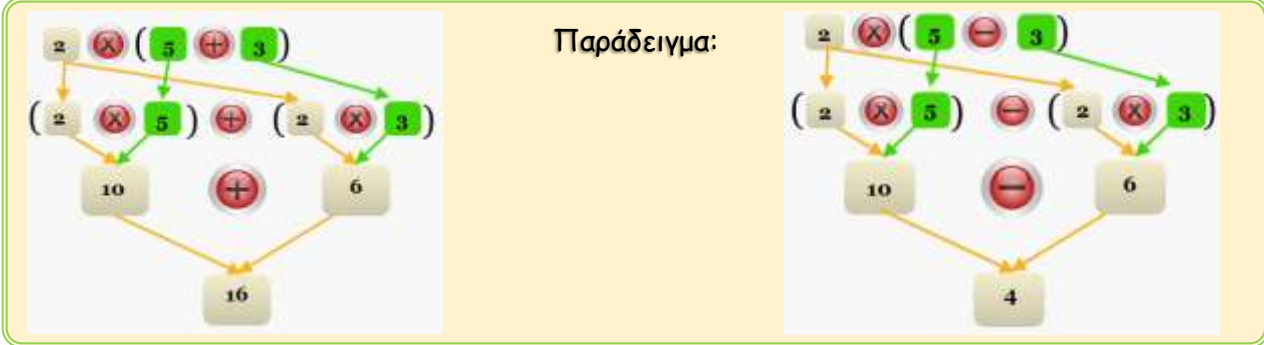 2 × ( 5 + 3 )
( 2 × 5 ) + ( 2 × 3 )
10 + 6
16
Παράδειγμα:
2 × ( 5 − 3 )
( 2 × 5 ) − ( 2 × 3 )
10 − 6
4